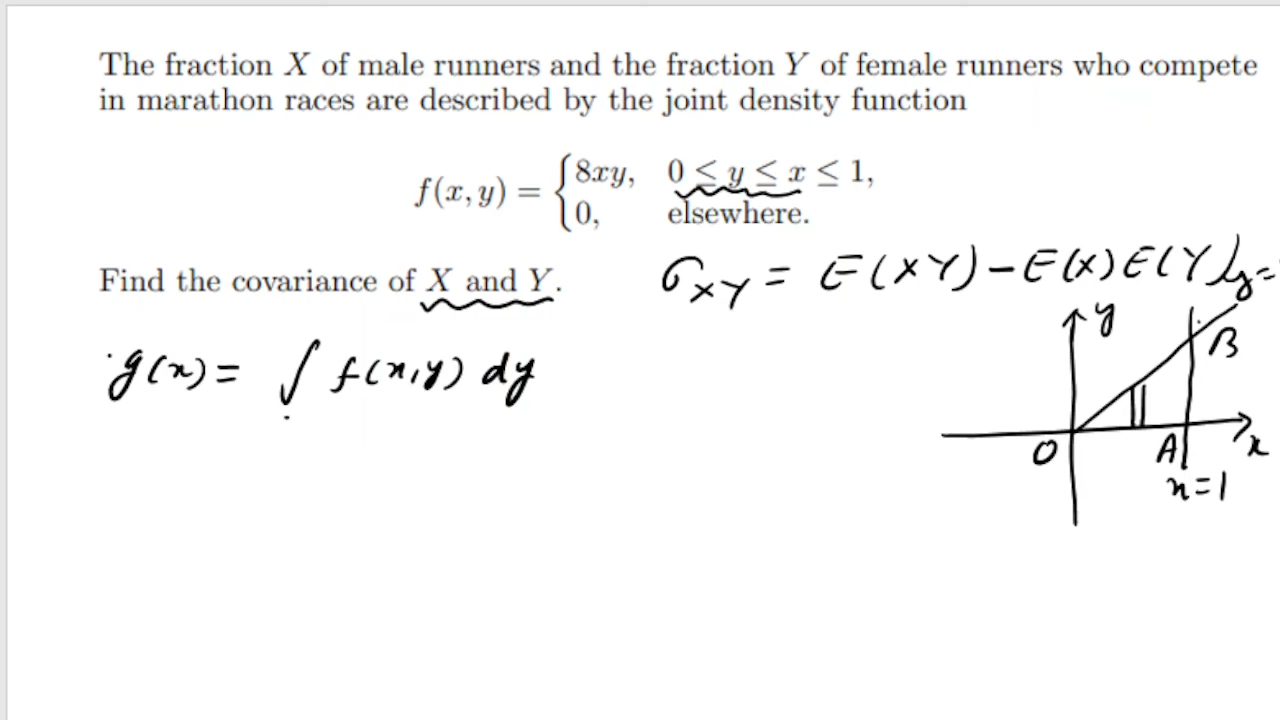 The fraction X of male runners and the fraction Y of female runners who compete
in marathon races are described by the joint density function
f(x, y) = { 8xy, 0 ≤ y ≤ x ≤ 1,
0, elsewhere.
Find the covariance of X and Y.
σXY = E(XY) - E(X)E(Y)
y=
y
B
g(x) = ∫ f(x,y) dy
O
A
x
x=1